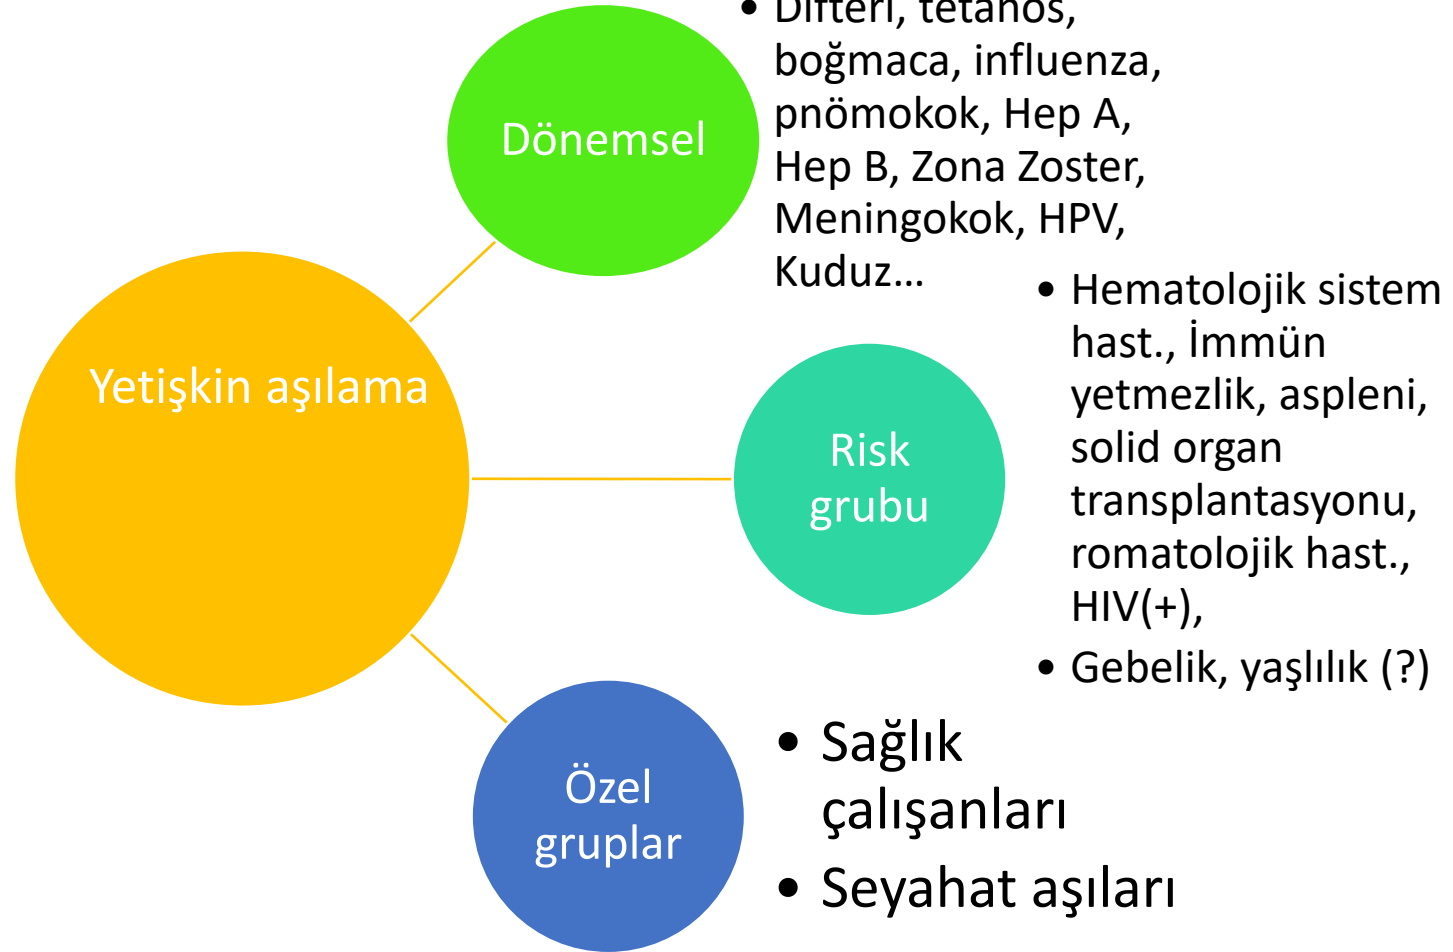 Yetişkin aşılama
Dönemsel
• Difteri, tetanos,
boğmaca, influenza,
pnömokok, Hep A,
Hep B, Zona Zoster,
Meningokok, HPV,
Kuduz…
Risk
grubu
• Hematolojik sistem
hast., İmmün
yetmezlik, aspleni,
solid organ
transplantasyonu,
romatolojik hast.,
HIV(+),
• Gebelik, yaşlılık (?)
Özel
gruplar
• Sağlık
çalışanları
• Seyahat aşıları